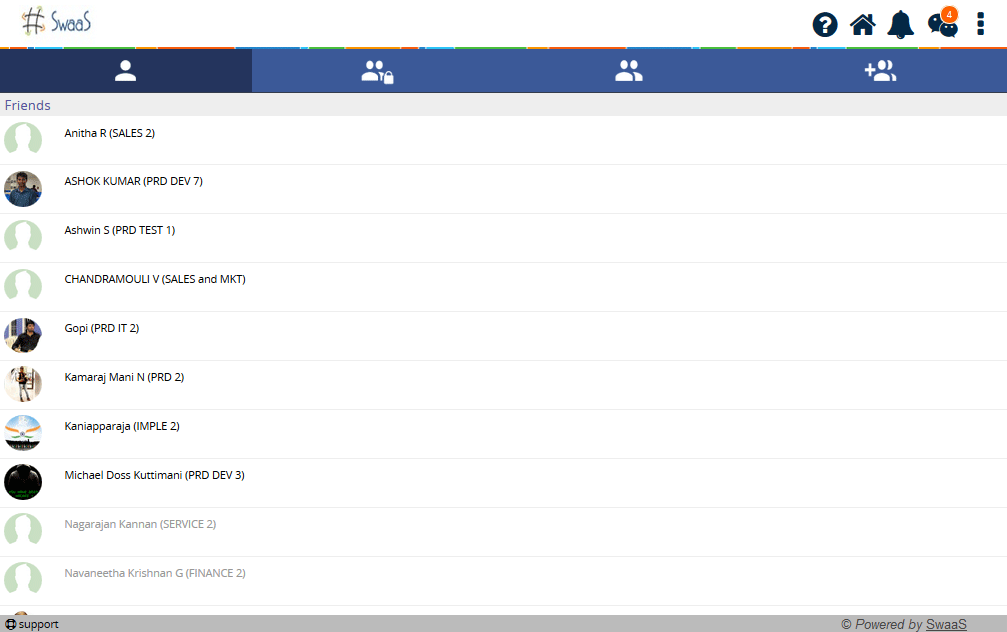 SwaaS
4
Friends
Anitha R (SALES 2)
ASHOK KUMAR (PRD DEV 7)
Ashwin S (PRD TEST 1)
CHANDRAMOULI V (SALES and MKT)
Gopi (PRD IT 2)
Kamaraj Mani N (PRD 2)
Kaniapparaja (IMPLE 2)
Michael Doss Kuttimani (PRD DEV 3)
Nagarajan Kannan (SERVICE 2)
Navaneetha Krishnan G (FINANCE 2)
support
© Powered by SwaaS